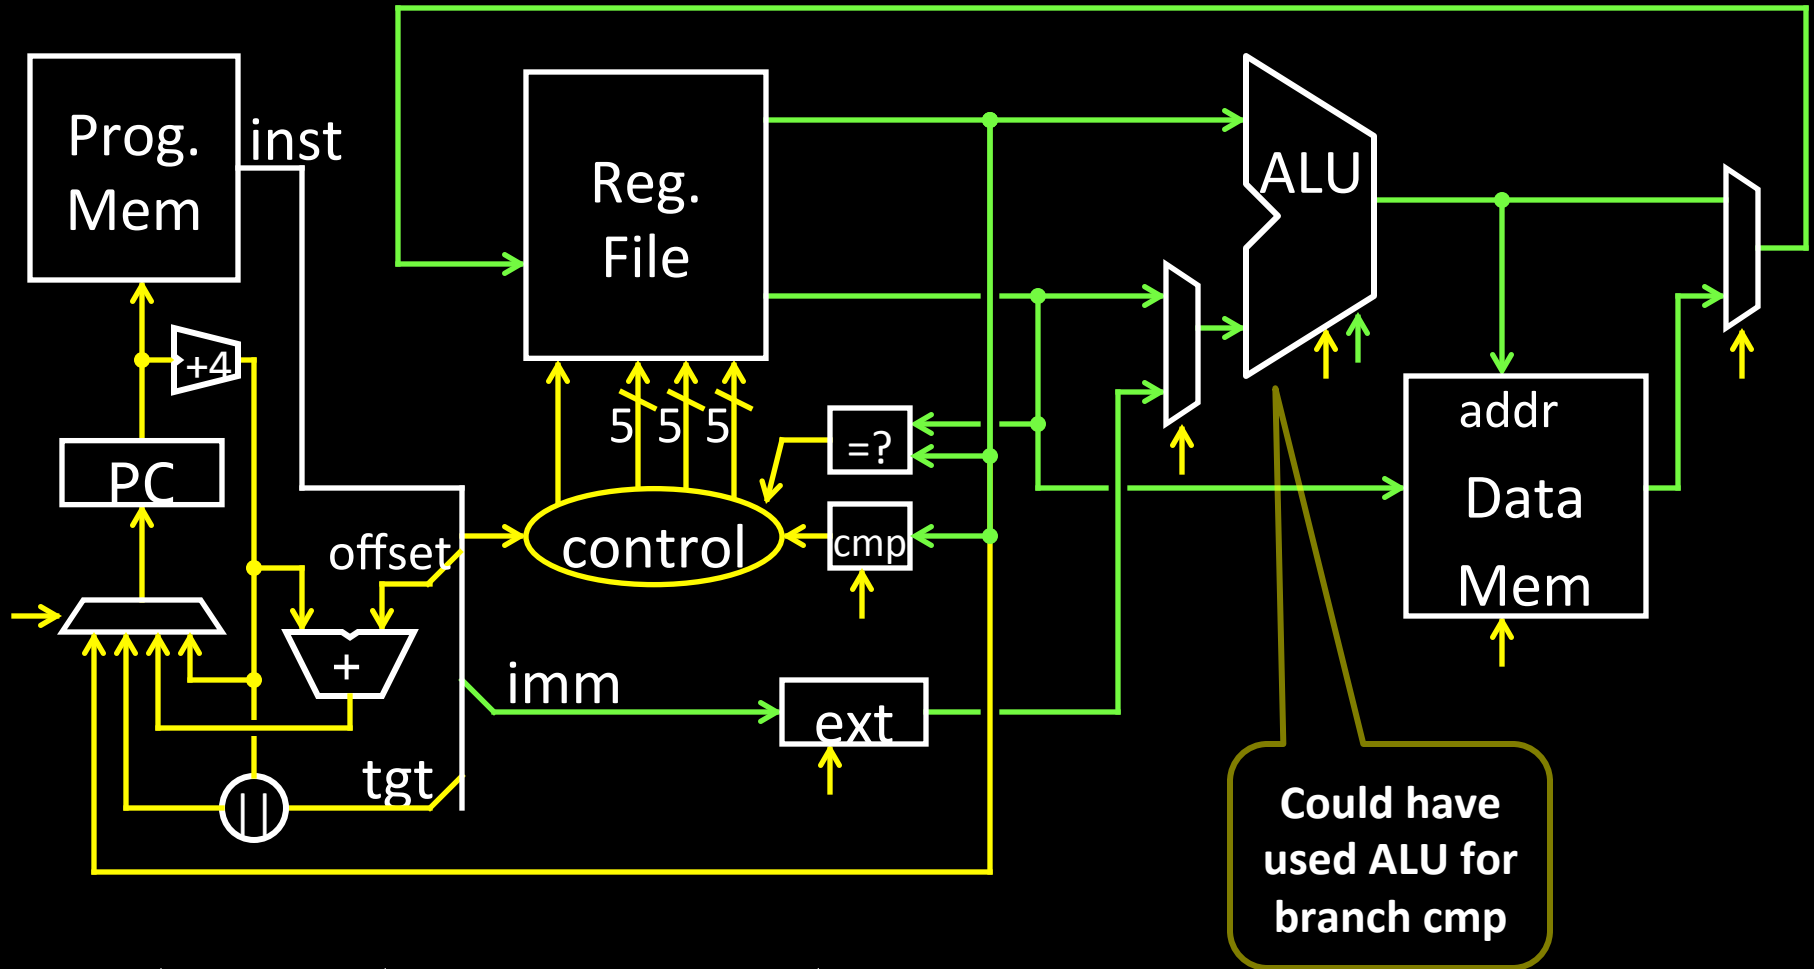 Prog.
Mem
inst
Reg.
File
ALU
+4
5 5 5
=?
addr
PC
Data
offset
control
cmp
Mem
+
imm
ext
tgt
||
Could have
used ALU for
branch cmp